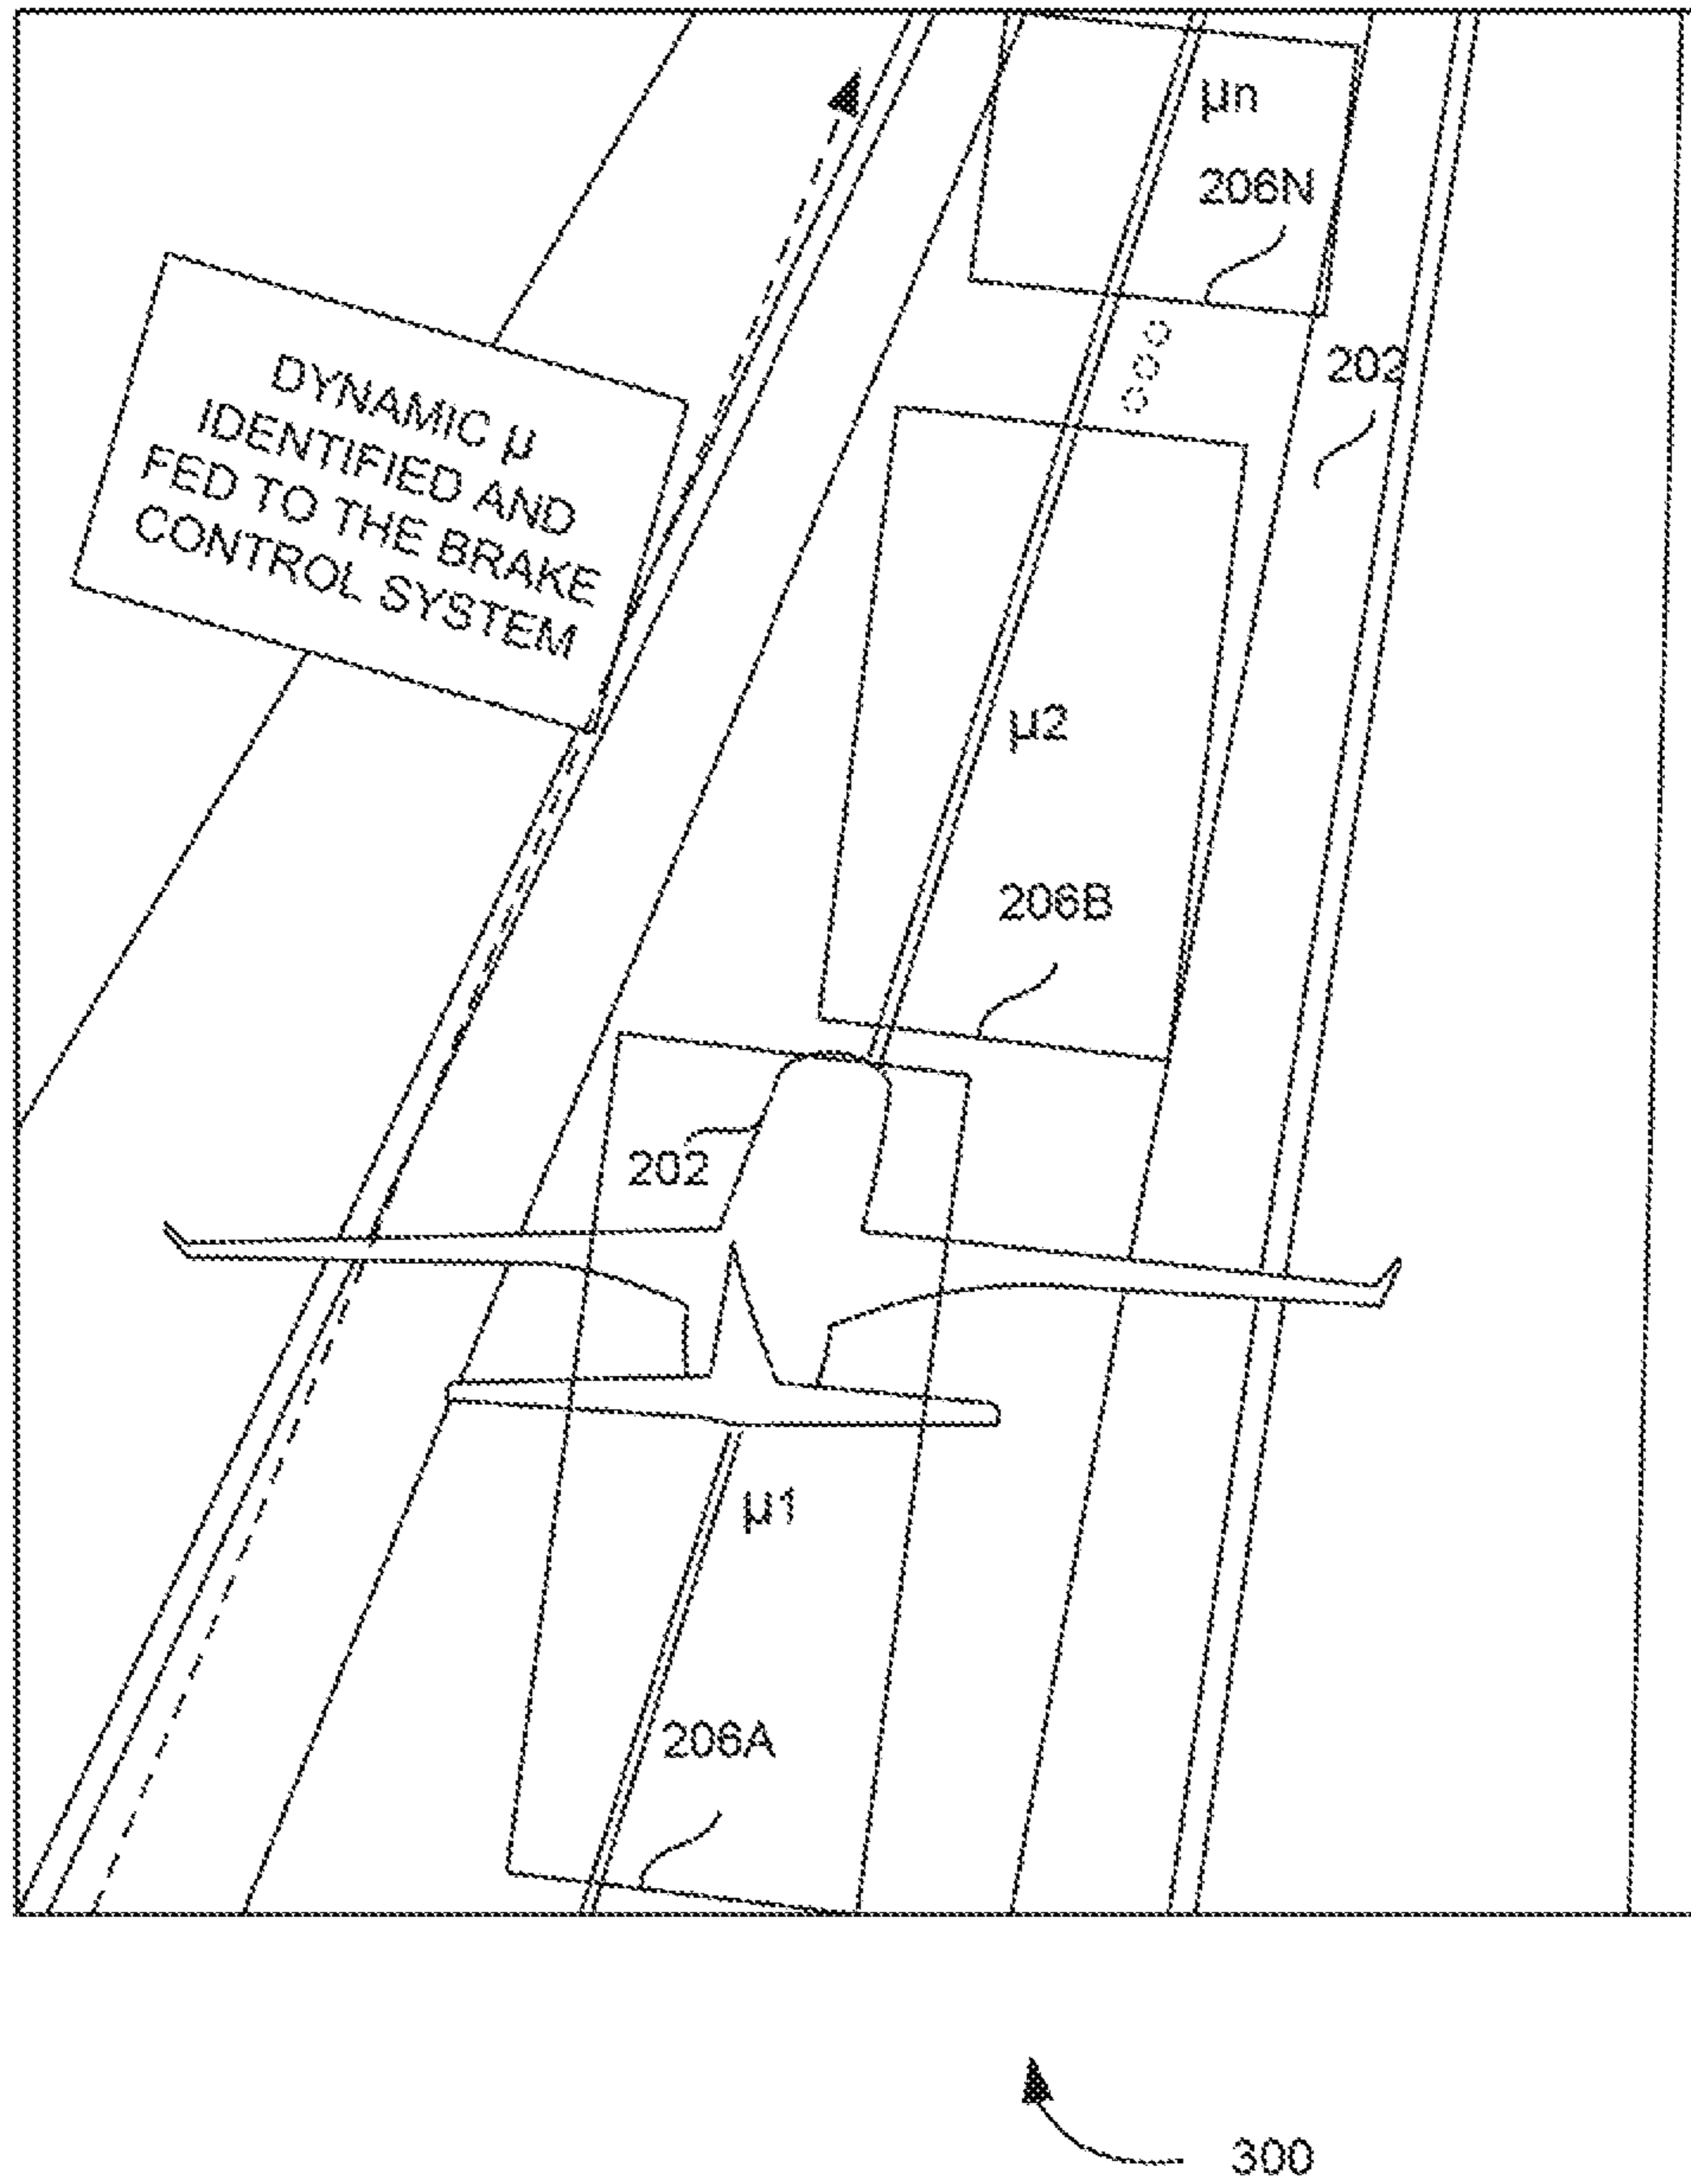 µn
206N
202
DYNAMIC µ
IDENTIFIED AND
FED TO THE BRAKE
CONTROL SYSTEM
µ2
206B
202
µ1
206A
300